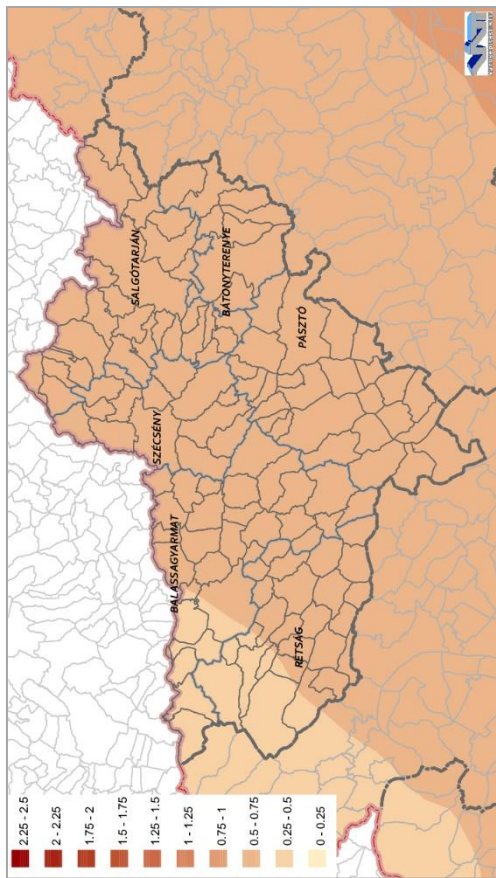 2.25 - 2.5
2 - 2.25
1.75 - 2
1.5 - 1.75
1.25 - 1.5
1 - 1.25
0.75 - 1
0.5 - 0.75
0.25 - 0.5
0 - 0.25
SALGÓTARJÁN
BÁTONYTERENYE
PÁSZTÓ
SZÉCSÉNY
BALASSAGYARMAT
RÉTSÁG